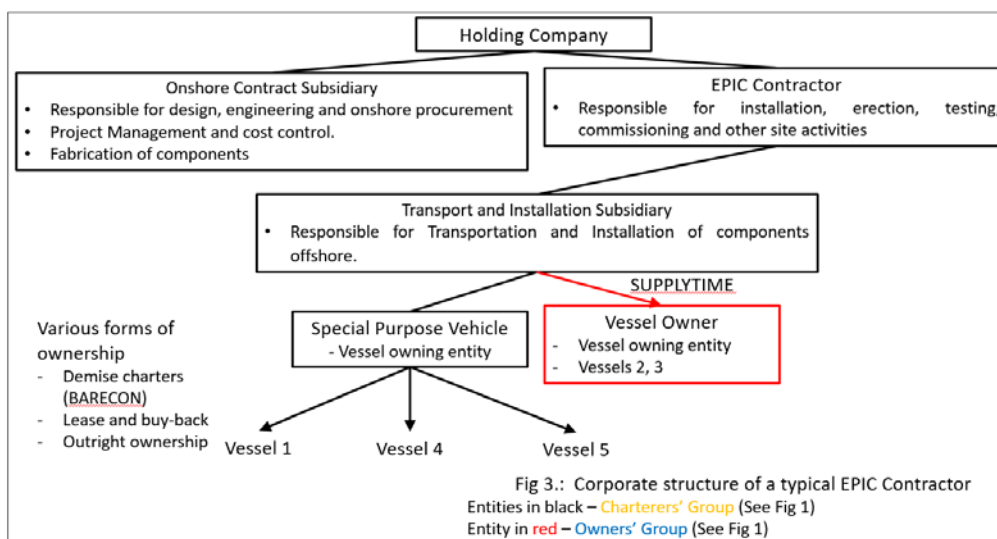 Holding Company
Onshore Contract Subsidiary
• Responsible for design, engineering and onshore procurement
• Project Management and cost control.
• Fabrication of components
EPIC Contractor
• Responsible for installation, erection, testing,
commissioning and other site activities
Transport and Installation Subsidiary
• Responsible for Transportation and Installation of components
offshore.
SUPPLYTIME
Various forms of
ownership
- Demise charters
(BARECON)
- Lease and buy-back
- Outright ownership
Special Purpose Vehicle
- Vessel owning entity
Vessel Owner
- Vessel owning entity
- Vessels 2, 3
Vessel 1
Vessel 4
Vessel 5
Fig 3.: Corporate structure of a typical EPIC Contractor
Entities in black – Charterers' Group (See Fig 1)
Entity in red – Owners' Group (See Fig 1)